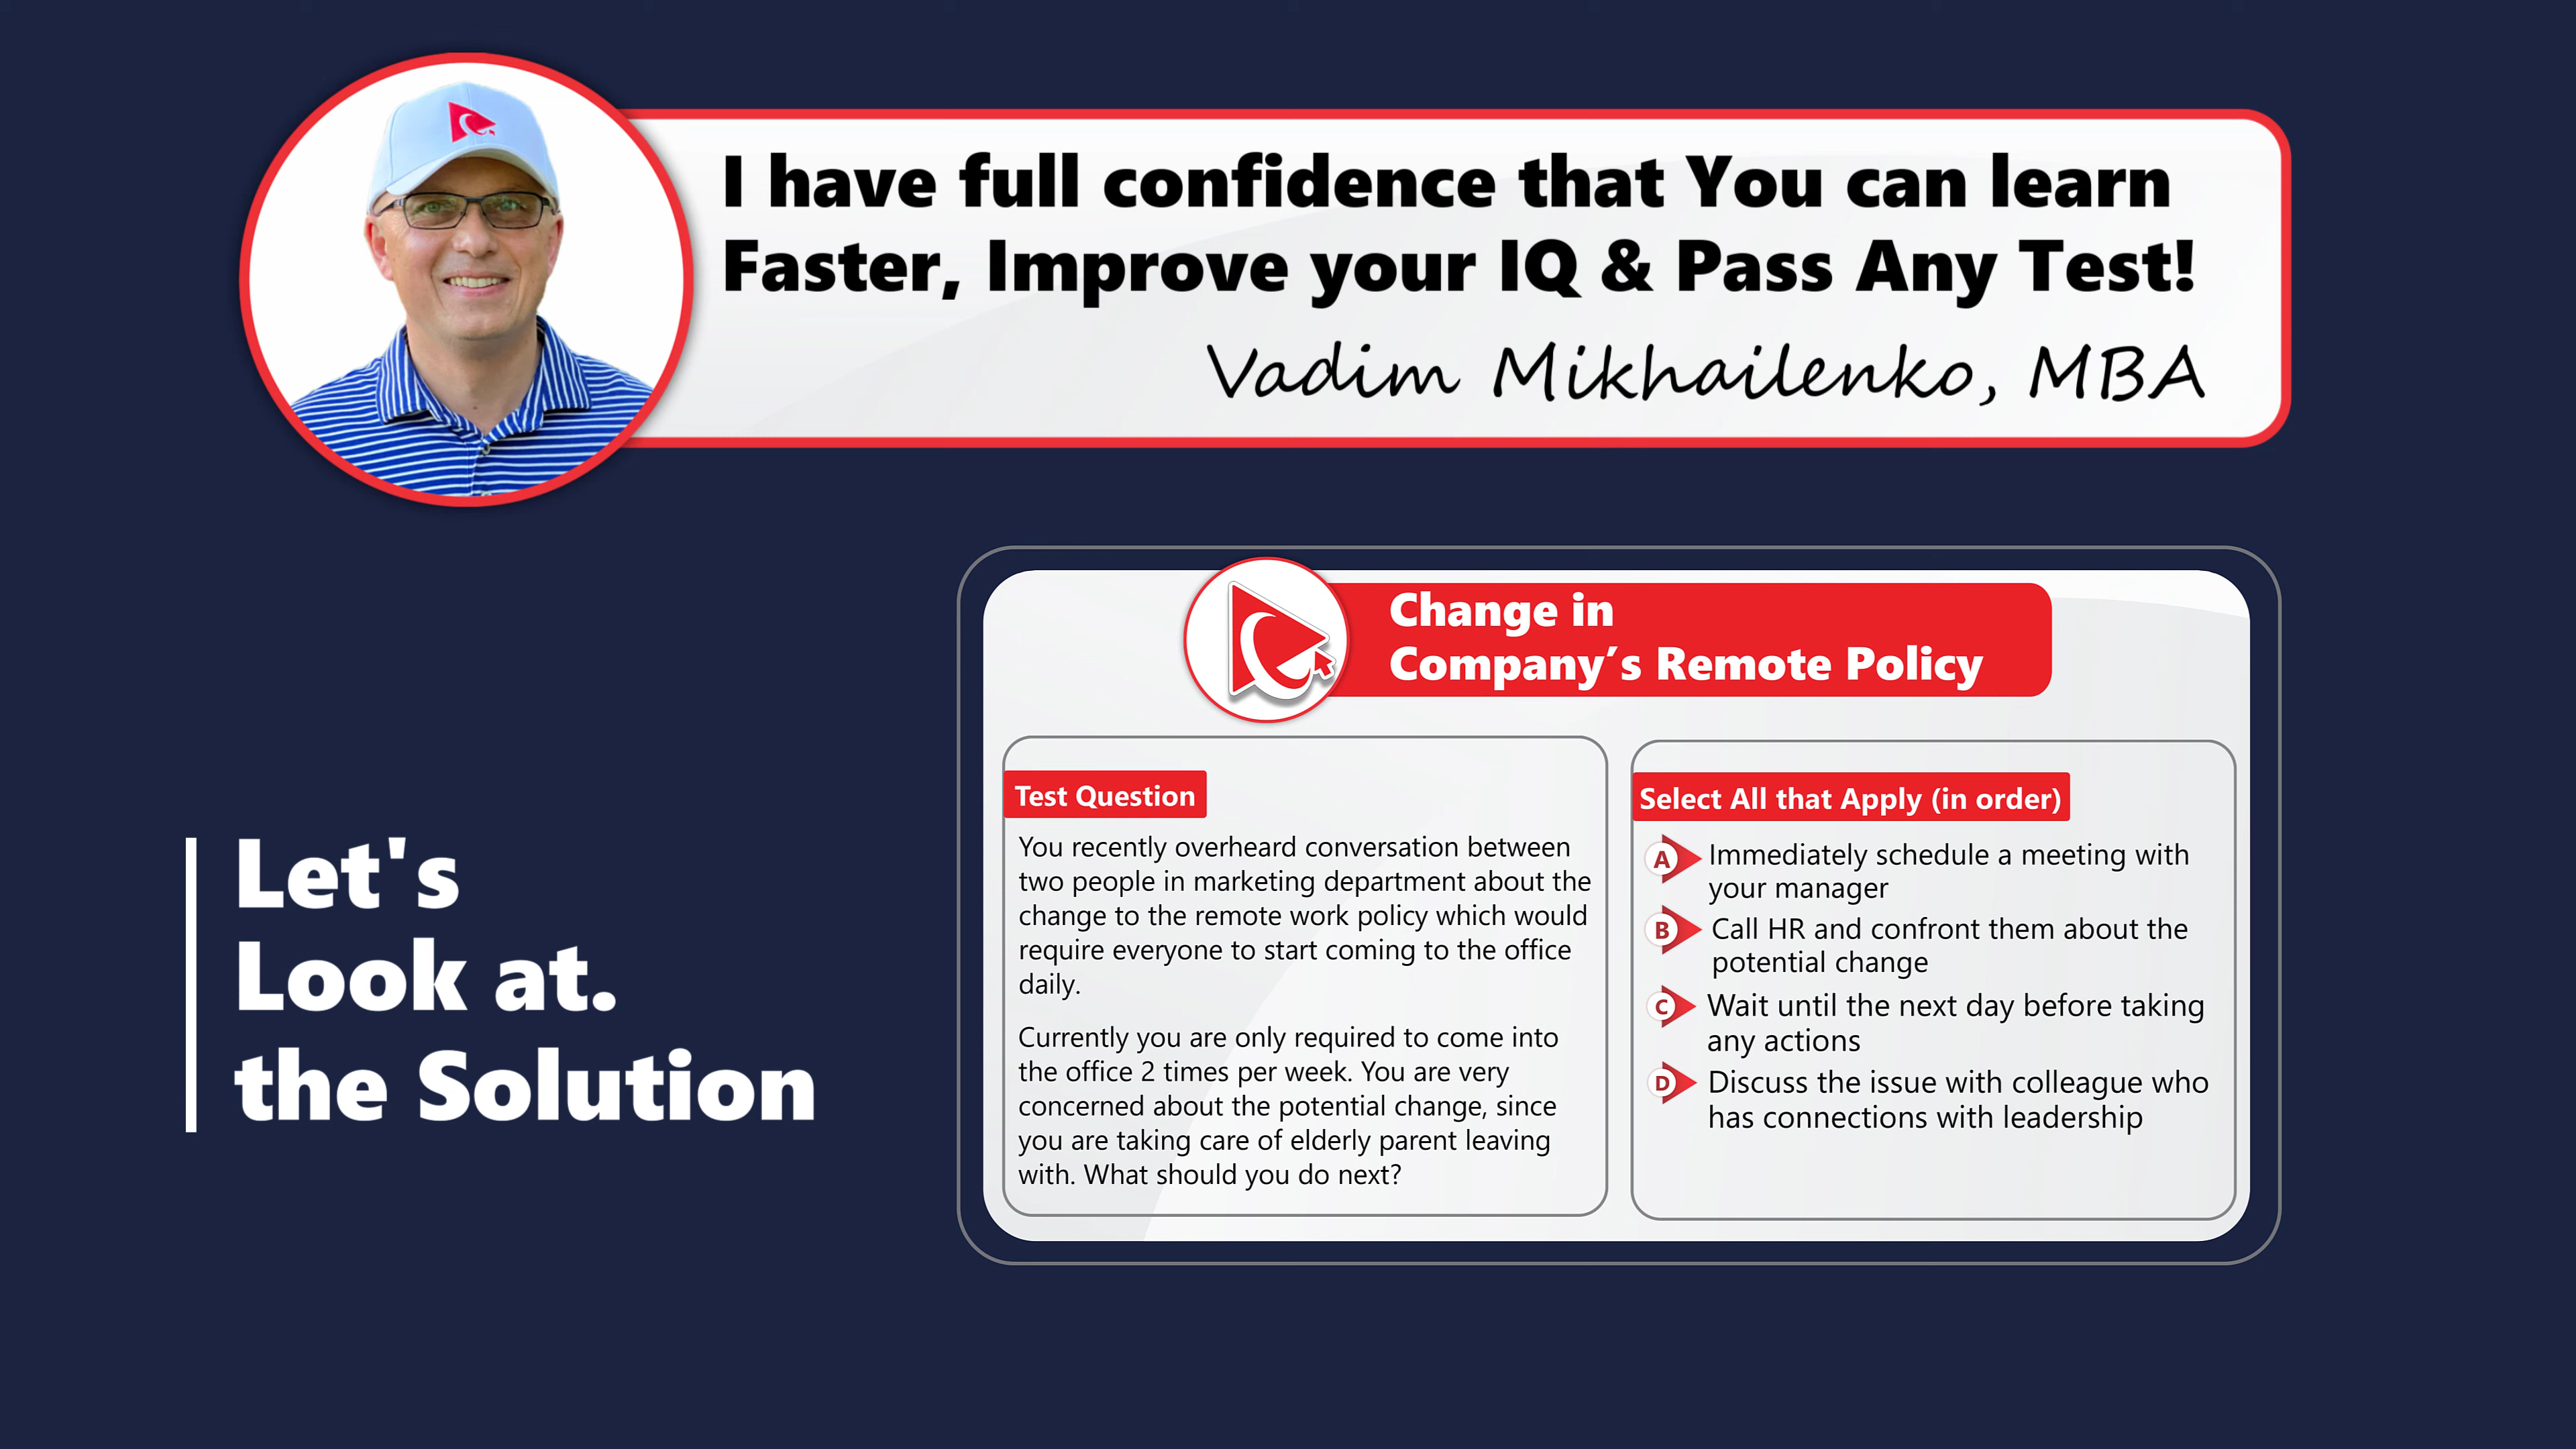 I have full confidence that You can learn
Faster, Improve your IQ & Pass Any Test!
Vadim Mikhailenko, MBA
Let's
Look at.
the Solution
Change in
Company's Remote Policy
Test Question
You recently overheard conversation between
two people in marketing department about the
change to the remote work policy which would
require everyone to start coming to the office
daily.
Currently you are only required to come into
the office 2 times per week. You are very
concerned about the potential change, since
you are taking care of elderly parent leaving
with. What should you do next?
Select All that Apply (in order)
A Immediately schedule a meeting with
your manager
B Call HR and confront them about the
potential change
C Wait until the next day before taking
any actions
D Discuss the issue with colleague who
has connections with leadership